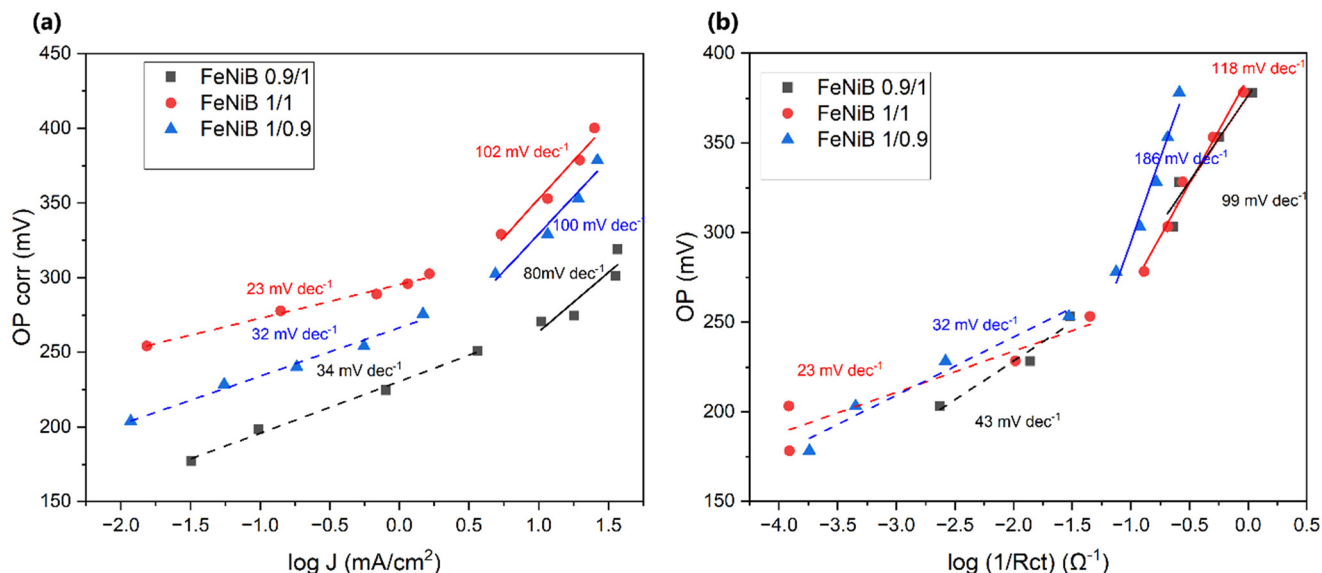 (a)
450
400
350
300
250
200
150
OP corr (mV)
FeNiB 0.9/1
FeNiB 1/1
FeNiB 1/0.9
102 mV dec⁻¹
100 mV dec⁻¹
80mV dec⁻¹
23 mV dec⁻¹
32 mV dec⁻¹
34 mV dec⁻¹
-2.0 -1.5 -1.0 -0.5 0.0 0.5 1.0 1.5
log J (mA/cm²)
(b)
400
350
300
250
200
150
OP (mV)
FeNiB 0.9/1
FeNiB 1/1
FeNiB 1/0.9
118 mV dec⁻¹
186 mV dec⁻¹
99 mV dec⁻¹
32 mV dec⁻¹
23 mV dec⁻¹
43 mV dec⁻¹
-4.0 -3.5 -3.0 -2.5 -2.0 -1.5 -1.0 -0.5 0.0 0.5
log (1/Rct) (Ω⁻¹)